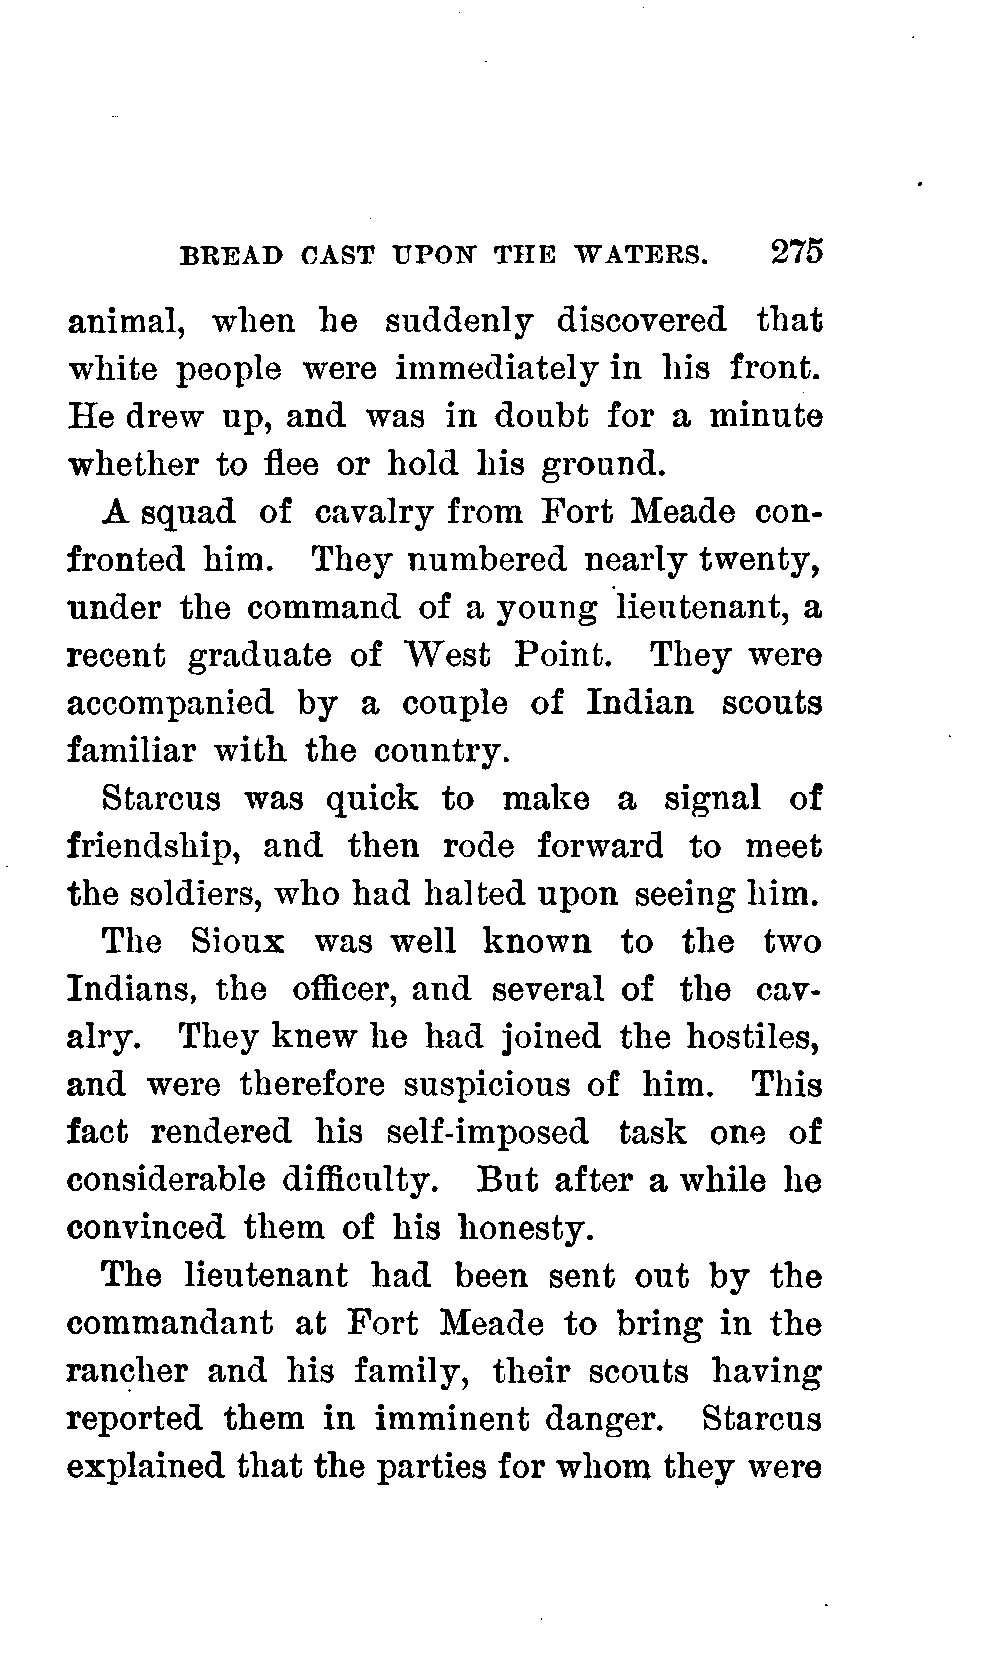 BREAD CAST UPON THE WATERS. 275
animal, when he suddenly discovered that
white people were immediately in his front.
He drew up, and was in doubt for a minute
whether to flee or hold his ground.
A squad of cavalry from Fort Meade con-
fronted him. They numbered nearly twenty,
under the command of a young lieutenant, a
recent graduate of West Point. They were
accompanied by a couple of Indian scouts
familiar with the country.
Starcus was quick to make a signal of
friendship, and then rode forward to meet
the soldiers, who had halted upon seeing him.
The Sioux was well known to the two
Indians, the officer, and several of the cav-
alry. They knew he had joined the hostiles,
and were therefore suspicious of him. This
fact rendered his self-imposed task one of
considerable difficulty. But after a while he
convinced them of his honesty.
The lieutenant had been sent out by the
commandant at Fort Meade to bring in the
rancher and his family, their scouts having
reported them in imminent danger. Starcus
explained that the parties for whom they were